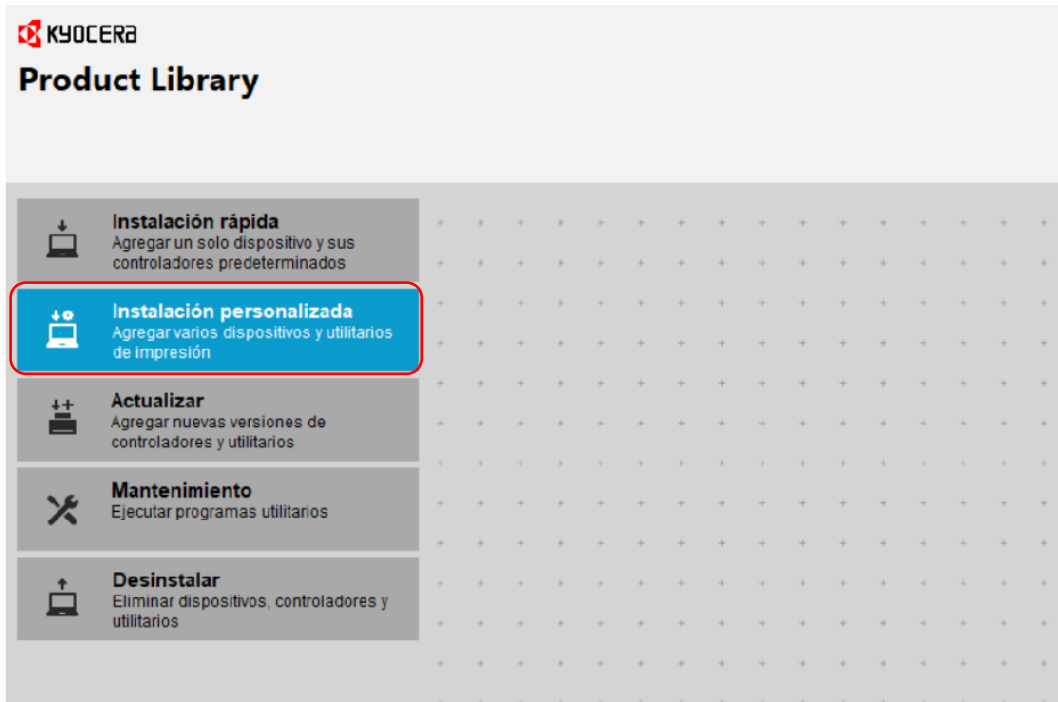 KYOCERA
Product Library
Instalación rápida
Agregar un solo dispositivo y sus
controladores predeterminados
Instalación personalizada
Agregar varios dispositivos y utilitarios
de impresión
Actualizar
Agregar nuevas versiones de
controladores y utilitarios
Mantenimiento
Ejecutar programas utilitarios
Desinstalar
Eliminar dispositivos, controladores y
utilitarios